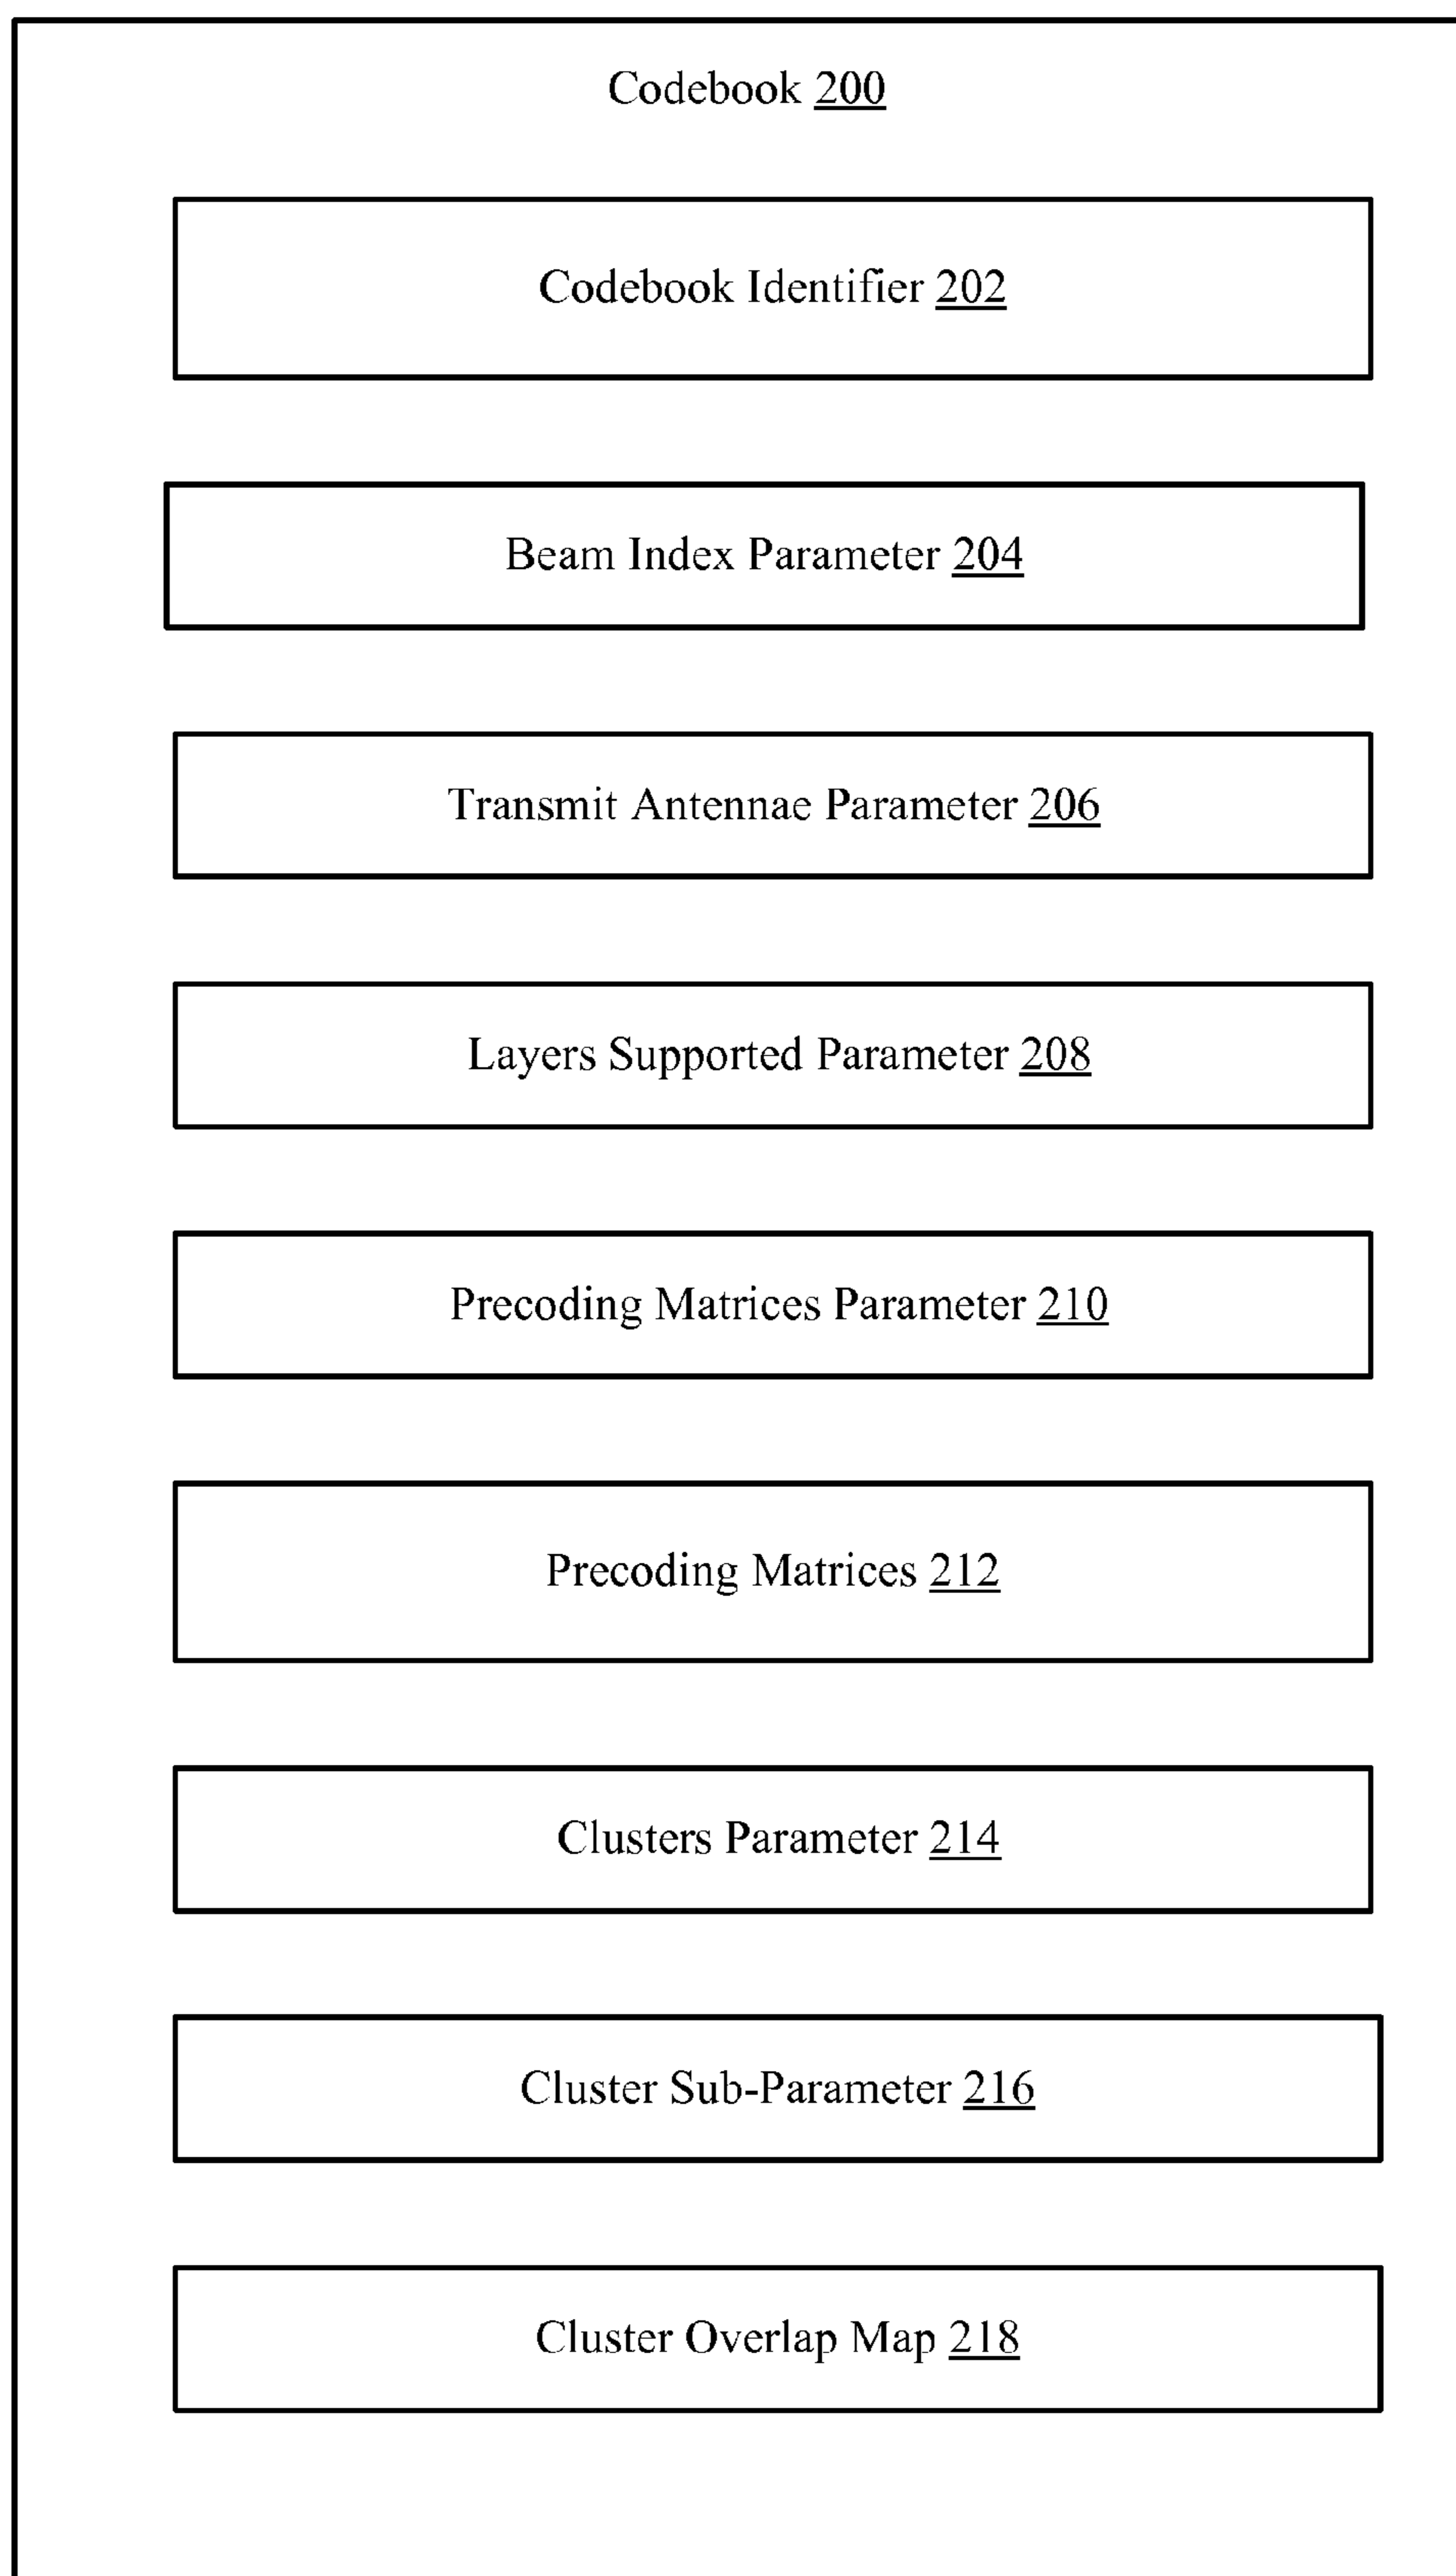 Codebook 200
Codebook Identifier 202
Beam Index Parameter 204
Transmit Antennae Parameter 206
Layers Supported Parameter 208
Precoding Matrices Parameter 210
Precoding Matrices 212
Clusters Parameter 214
Cluster Sub-Parameter 216
Cluster Overlap Map 218